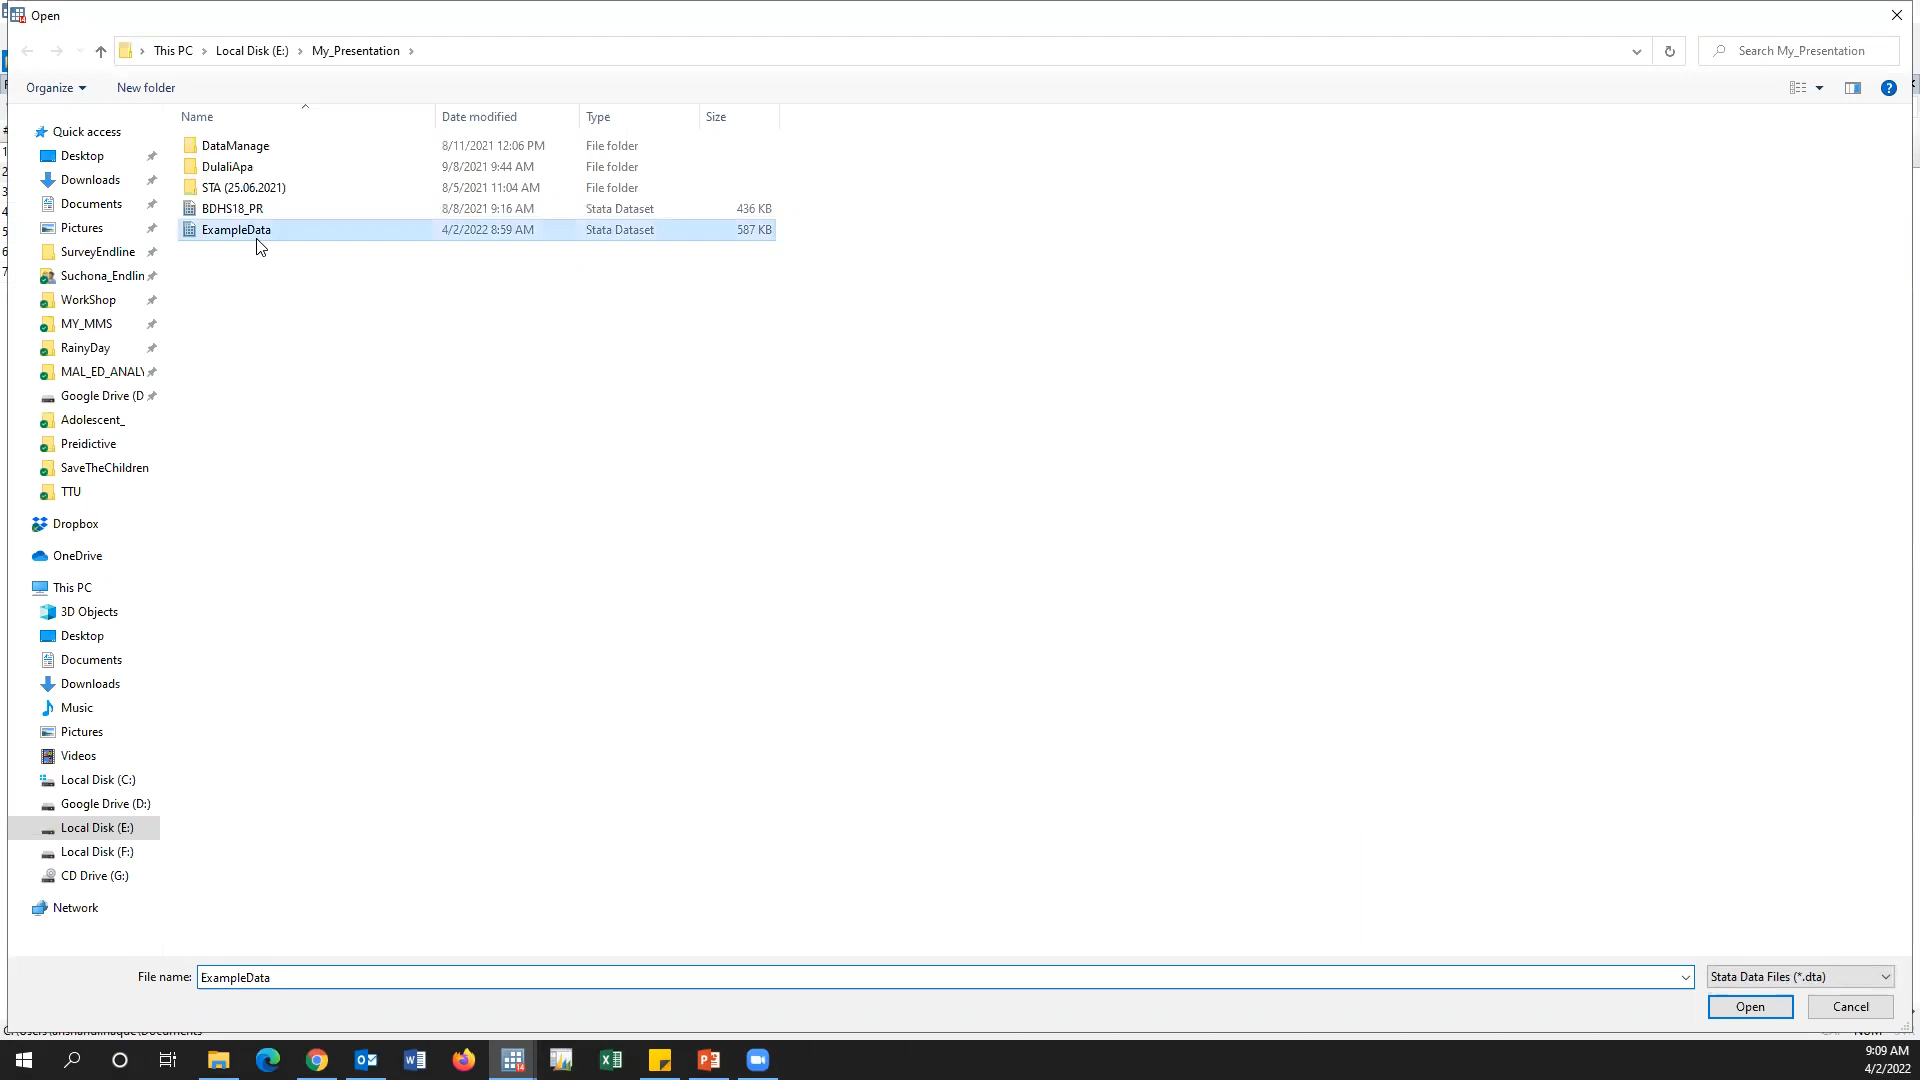 Open
This PC > Local Disk (E:) > My_Presentation >
Search My_Presentation
Organize
New folder
Name Date modified Type Size
DataManage 8/11/2021 12:06 PM File folder
DulaliApa 9/8/2021 9:44 AM File folder
STA (25.06.2021) 8/5/2021 11:04 AM File folder
BDHS18_PR 8/8/2021 9:16 AM Stata Dataset 436 KB
ExampleData 4/2/2022 8:59 AM Stata Dataset 587 KB
Quick access
Desktop
Downloads
Documents
Pictures
SurveyEndline
Suchona_Endlin
WorkShop
MY_MMS
RainyDay
MAL_ED_ANALY
Google Drive (D
Adolescent_
Preidictive
SaveTheChildren
TTU
Dropbox
OneDrive
This PC
3D Objects
Desktop
Documents
Downloads
Music
Pictures
Videos
Local Disk (C:)
Google Drive (D:)
Local Disk (E:)
Local Disk (F:)
CD Drive (G:)
Network
File name: ExampleData
Stata Data Files (*.dta)
Open
Cancel
9:09 AM
4/2/2022